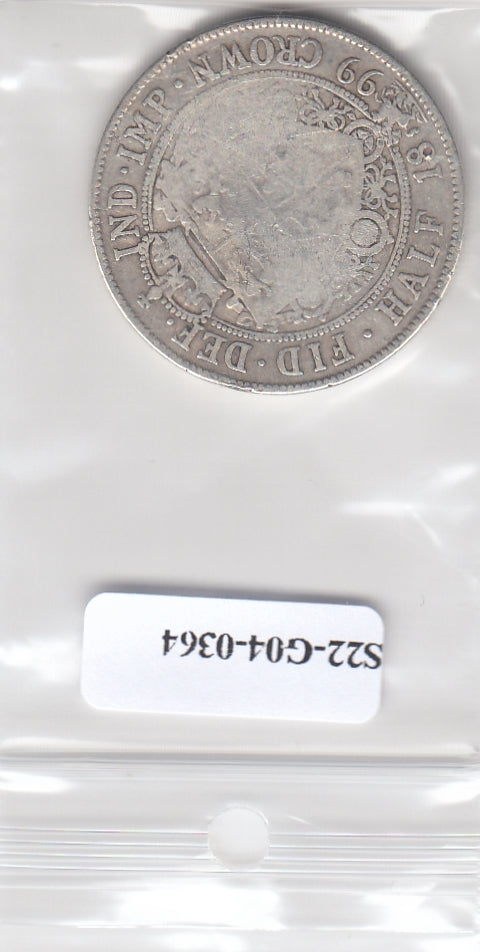 FID · DEF · IND · IMP ·
HALF 18 99 CROWN
S22-G04-0364